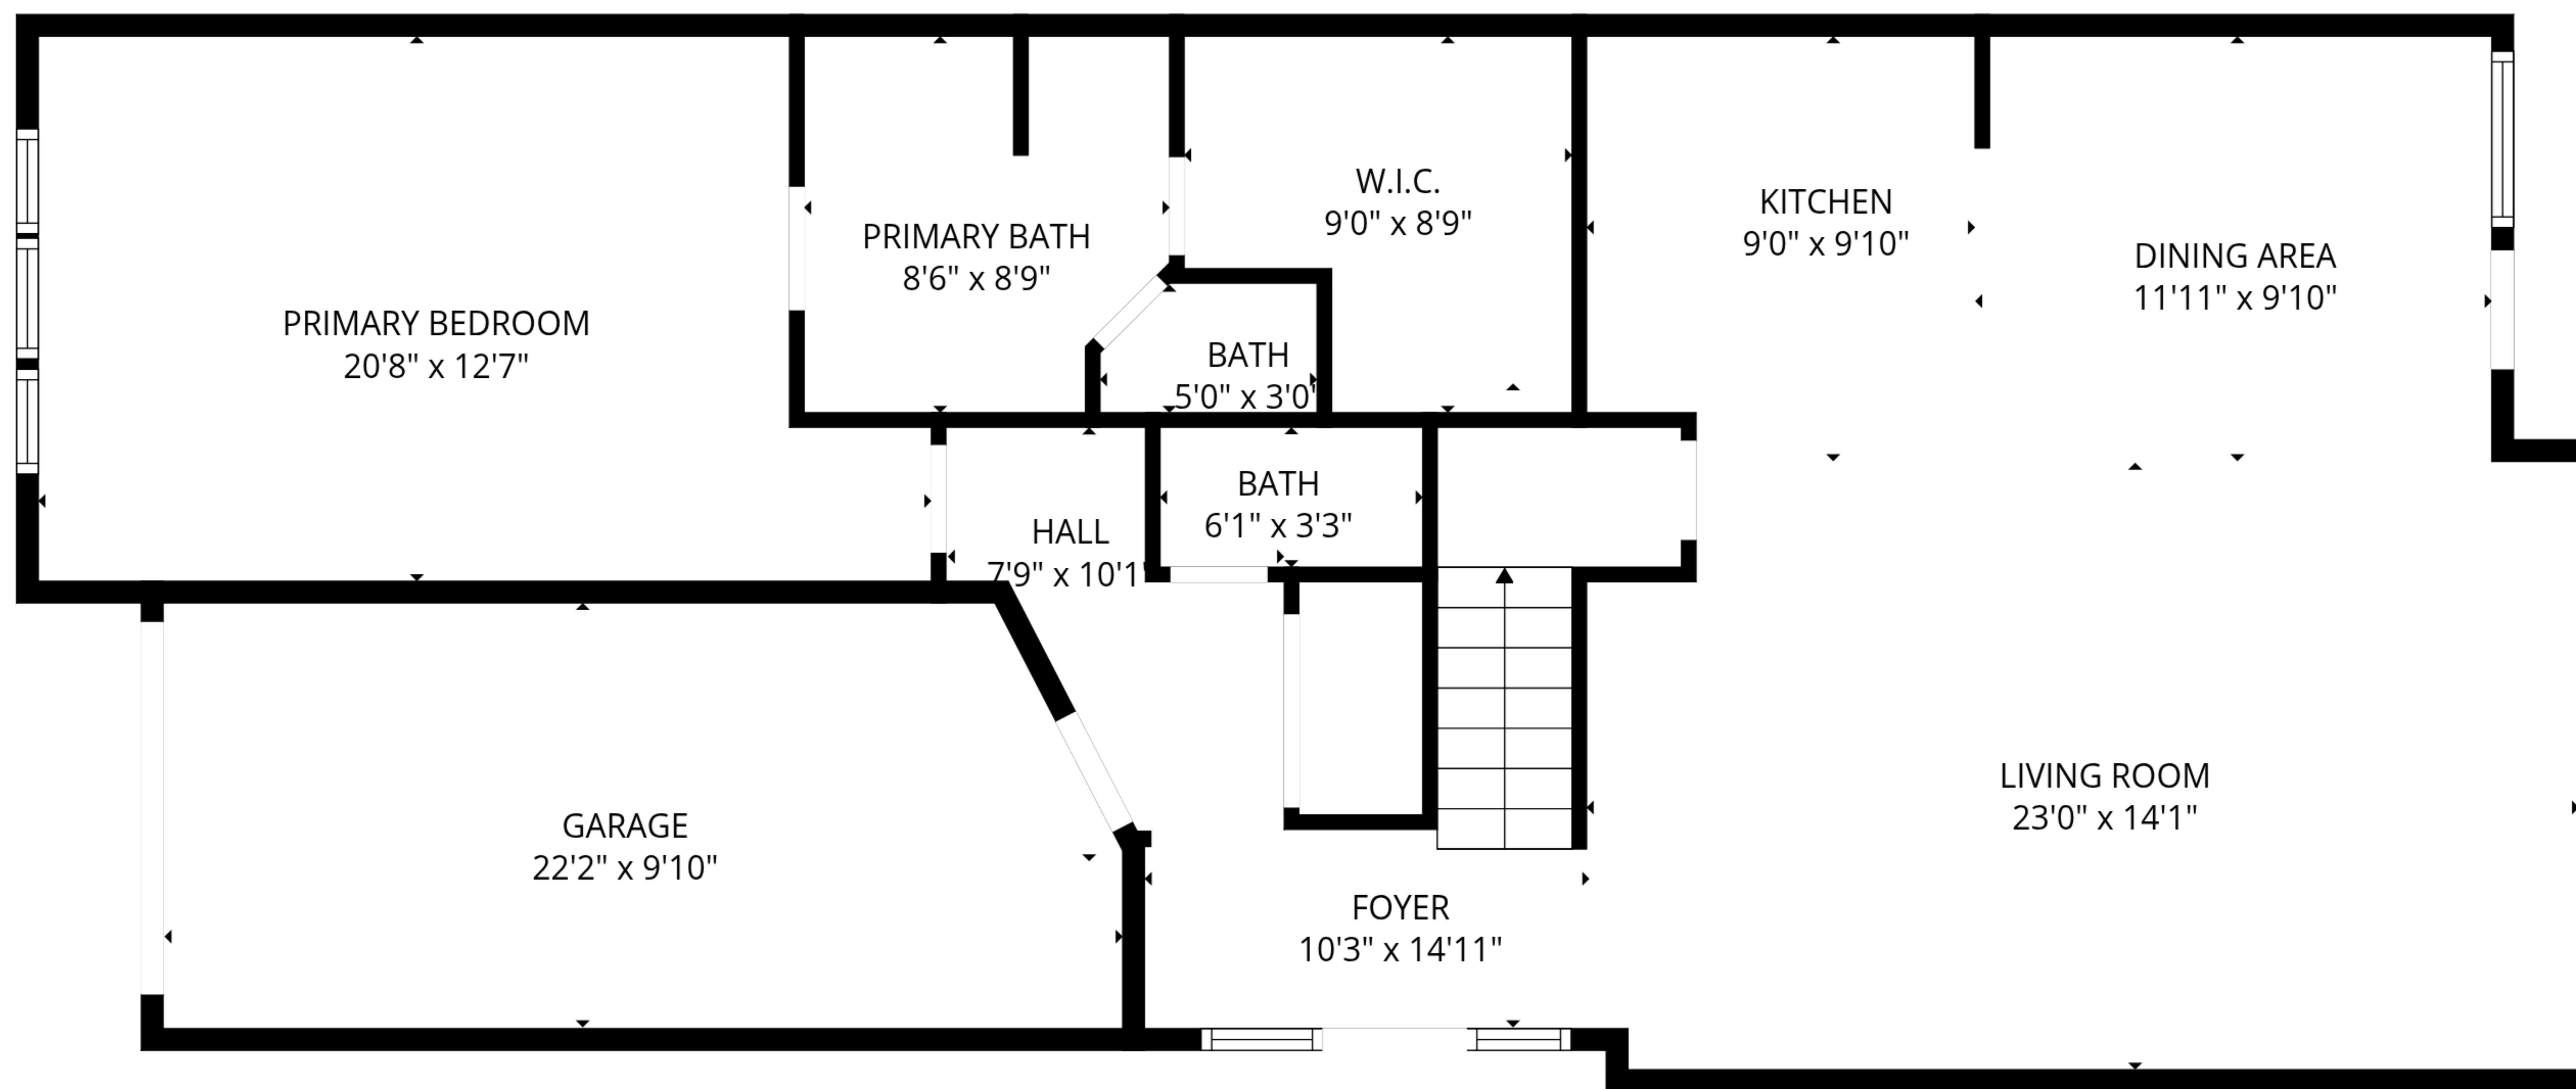 PRIMARY BEDROOM
20'8" x 12'7"
PRIMARY BATH
8'6" x 8'9"
W.I.C.
9'0" x 8'9"
BATH
5'0" x 3'0"
KITCHEN
9'0" x 9'10"
DINING AREA
11'11" x 9'10"
HALL
7'9" x 10'1"
BATH
6'1" x 3'3"
GARAGE
22'2" x 9'10"
FOYER
10'3" x 14'11"
LIVING ROOM
23'0" x 14'1"